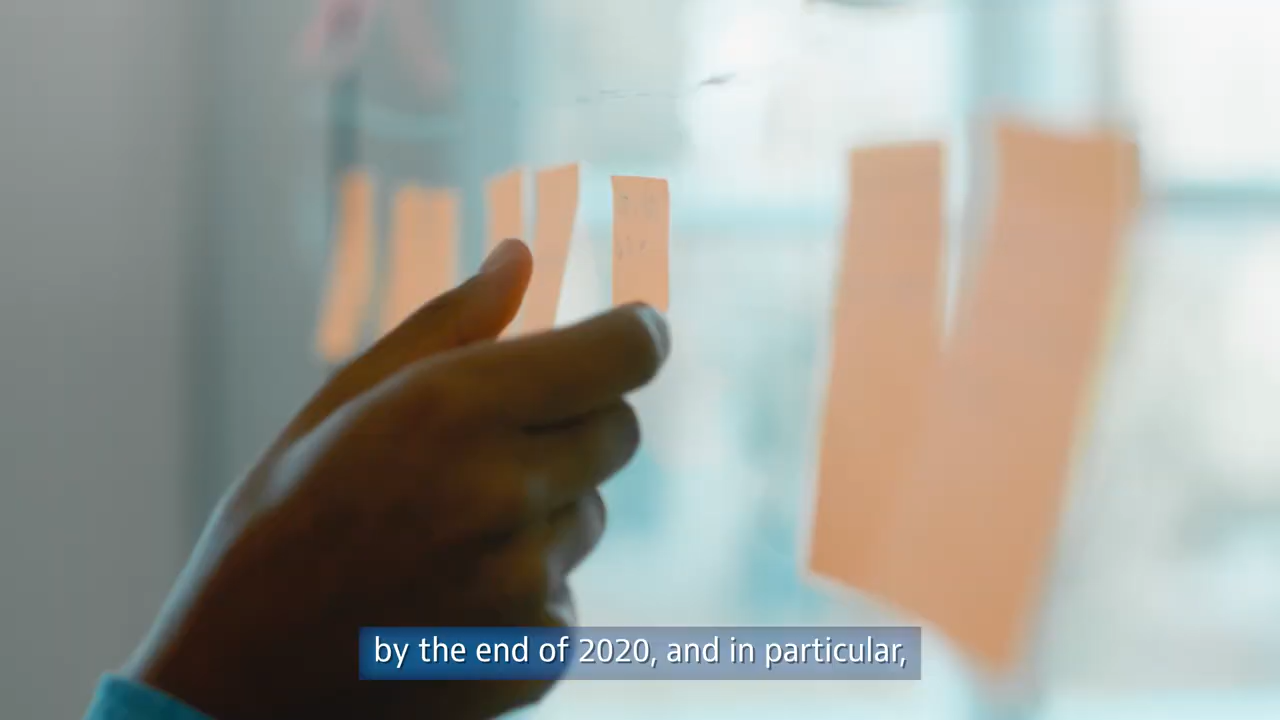 by the end of 2020, and in particular,